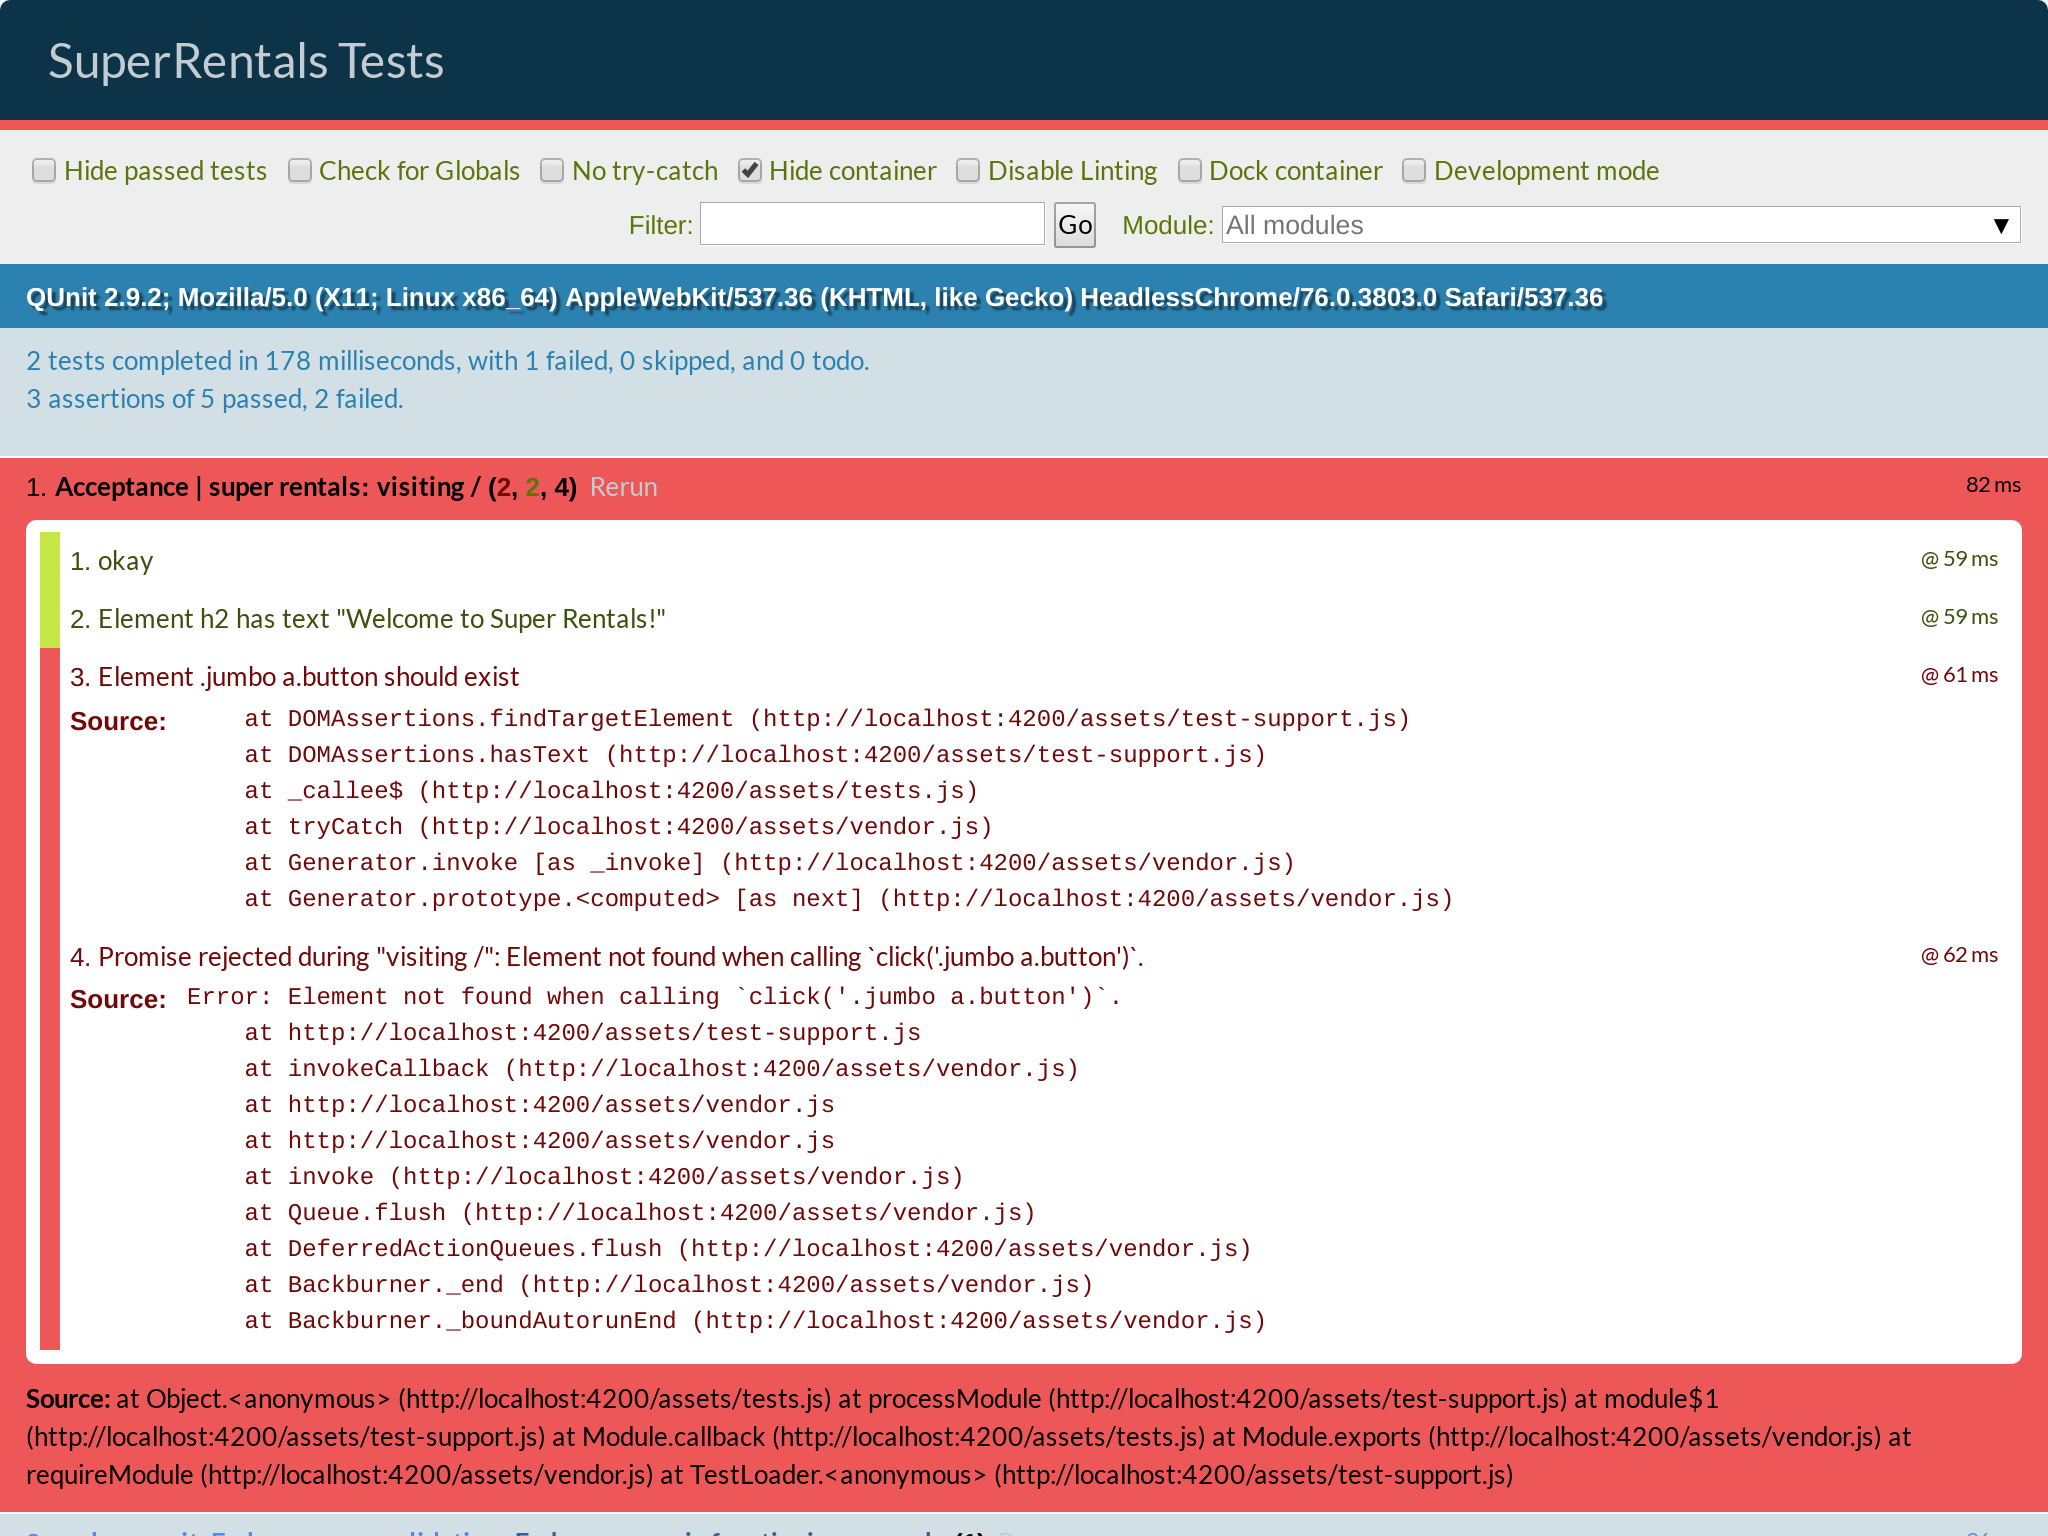 SuperRentals Tests
Hide passed tests Check for Globals No try-catch Hide container Disable Linting Dock container Development mode
Filter: Go Module: All modules ▼
QUnit 2.9.2; Mozilla/5.0 (X11; Linux x86_64) AppleWebKit/537.36 (KHTML, like Gecko) HeadlessChrome/76.0.3803.0 Safari/537.36
2 tests completed in 178 milliseconds, with 1 failed, 0 skipped, and 0 todo.
3 assertions of 5 passed, 2 failed.
1. Acceptance | super rentals: visiting / (2, 2, 4) Rerun 82 ms
1. okay @ 59 ms
2. Element h2 has text "Welcome to Super Rentals!" @ 59 ms
3. Element .jumbo a.button should exist @ 61 ms
Source: at DOMAssertions.findTargetElement (http://localhost:4200/assets/test-support.js)
at DOMAssertions.hasText (http://localhost:4200/assets/test-support.js)
at _callee$ (http://localhost:4200/assets/tests.js)
at tryCatch (http://localhost:4200/assets/vendor.js)
at Generator.invoke [as _invoke] (http://localhost:4200/assets/vendor.js)
at Generator.prototype.<computed> [as next] (http://localhost:4200/assets/vendor.js)
4. Promise rejected during "visiting /": Element not found when calling `click('.jumbo a.button')`. @ 62 ms
Source: Error: Element not found when calling `click('.jumbo a.button')`.
at http://localhost:4200/assets/test-support.js
at invokeCallback (http://localhost:4200/assets/vendor.js)
at http://localhost:4200/assets/vendor.js
at http://localhost:4200/assets/vendor.js
at invoke (http://localhost:4200/assets/vendor.js)
at Queue.flush (http://localhost:4200/assets/vendor.js)
at DeferredActionQueues.flush (http://localhost:4200/assets/vendor.js)
at Backburner._end (http://localhost:4200/assets/vendor.js)
at Backburner._boundAutorunEnd (http://localhost:4200/assets/vendor.js)
Source: at Object.<anonymous> (http://localhost:4200/assets/tests.js) at processModule (http://localhost:4200/assets/test-support.js) at module$1
(http://localhost:4200/assets/test-support.js) at Module.callback (http://localhost:4200/assets/tests.js) at Module.exports (http://localhost:4200/assets/vendor.js) at
requireModule (http://localhost:4200/assets/vendor.js) at TestLoader.<anonymous> (http://localhost:4200/assets/test-support.js)